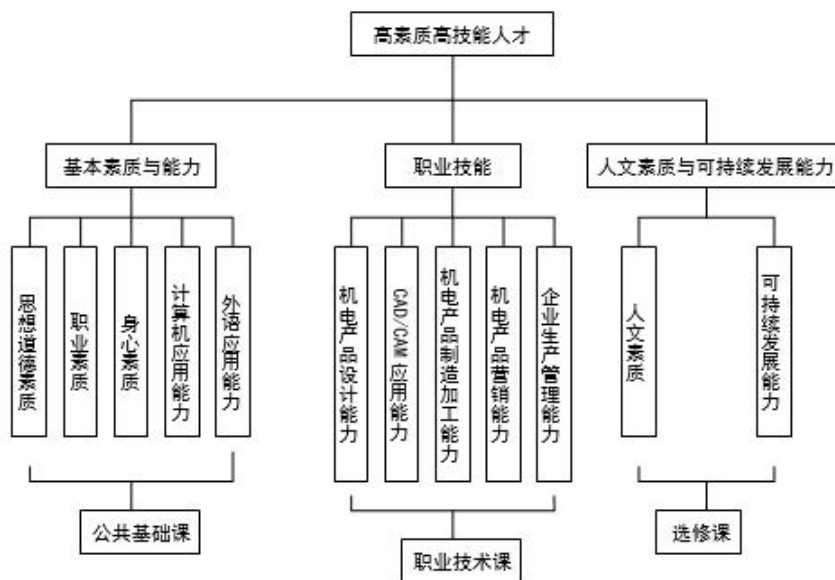 高素质高技能人才
基本素质与能力
职业技能
人文素质与可持续发展能力
思想道德素质
职业素质
身心素质
计算机应用能力
外语应用能力
机电产品设计能力
CAD/CAM应用能力
机电产品制造加工能力
机电产品营销能力
企业生产管理能力
人文素质
可持续发展能力
公共基础课
职业技术课
选修课